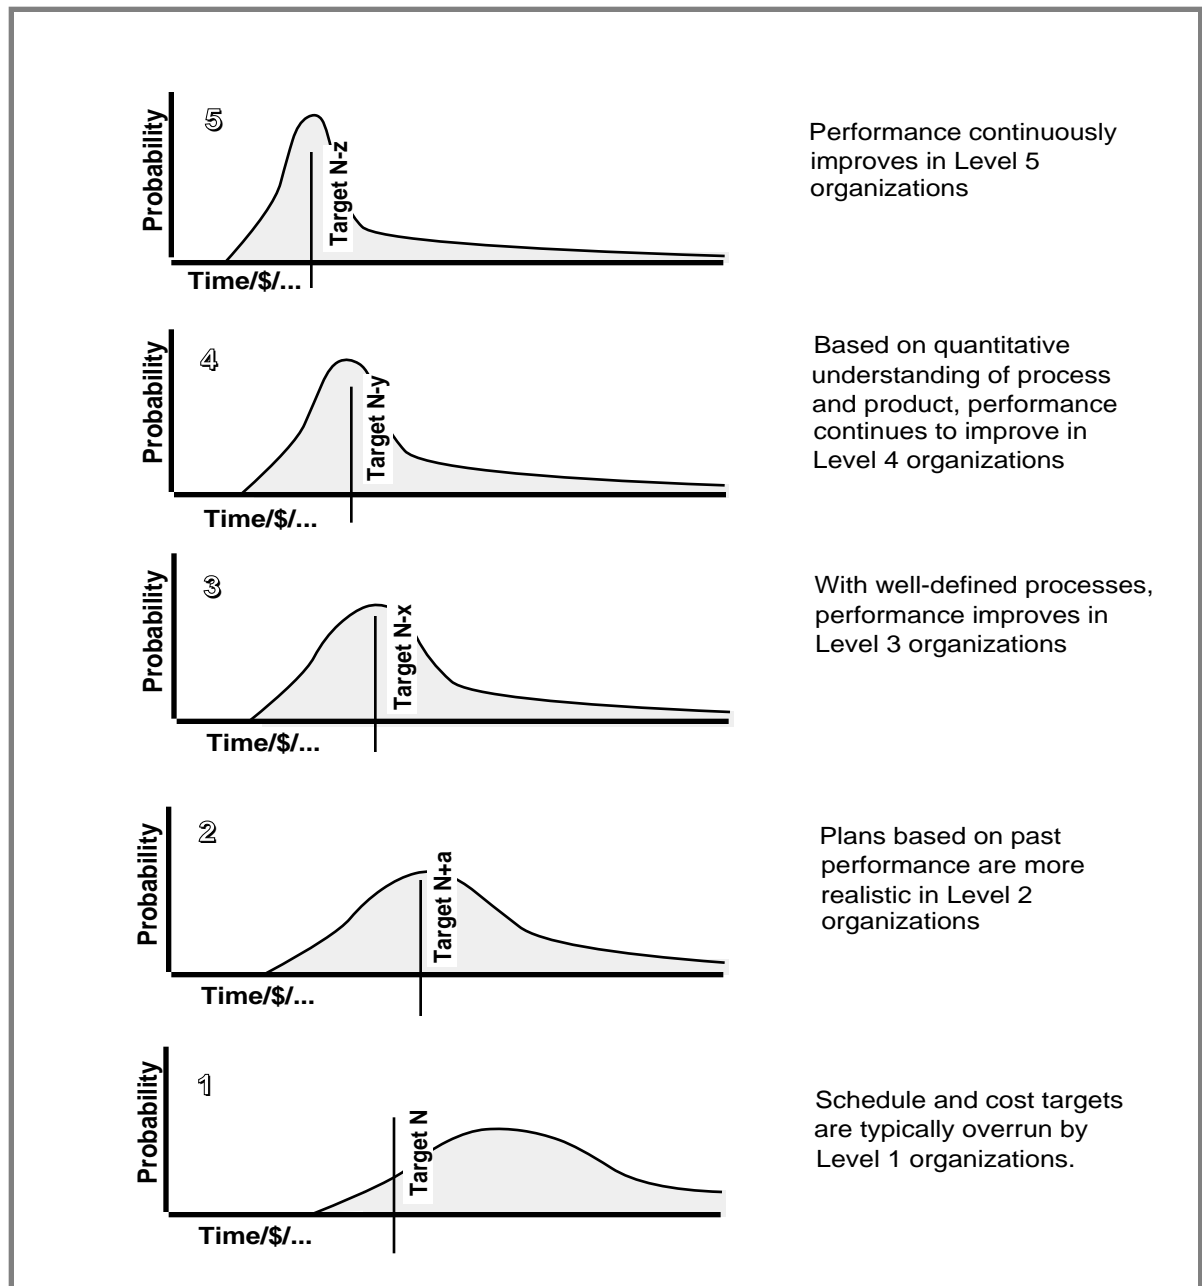 5
Probability
Target N-z
Time/$/...
Performance continuously
improves in Level 5
organizations
4
Probability
Target N-y
Time/$/...
Based on quantitative
understanding of process
and product, performance
continues to improve in
Level 4 organizations
3
Probability
Target N-x
Time/$/...
With well-defined processes,
performance improves in
Level 3 organizations
2
Probability
Target N+a
Time/$/...
Plans based on past
performance are more
realistic in Level 2
organizations
1
Probability
Target N
Time/$/...
Schedule and cost targets
are typically overrun by
Level 1 organizations.